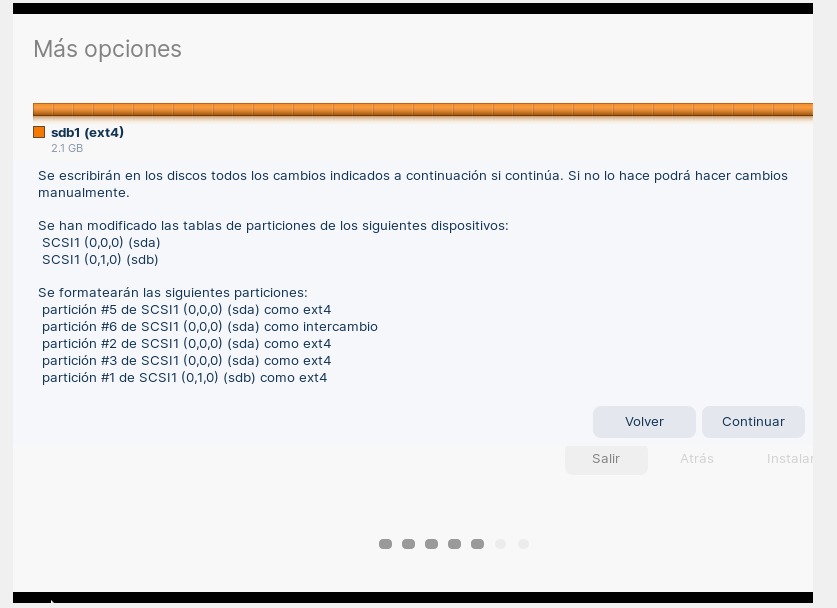 Más opciones
sdb1 (ext4)
2.1 GB
Se escribirán en los discos todos los cambios indicados a continuación si continúa. Si no lo hace podrá hacer cambios
manualmente.
Se han modificado las tablas de particiones de los siguientes dispositivos:
SCSI1 (0,0,0) (sda)
SCSI1 (0,1,0) (sdb)
Se formatearán las siguientes particiones:
partición #5 de SCSI1 (0,0,0) (sda) como ext4
partición #6 de SCSI1 (0,0,0) (sda) como intercambio
partición #2 de SCSI1 (0,0,0) (sda) como ext4
partición #3 de SCSI1 (0,0,0) (sda) como ext4
partición #1 de SCSI1 (0,1,0) (sdb) como ext4
Volver Continuar
Salir Atrás Instalar